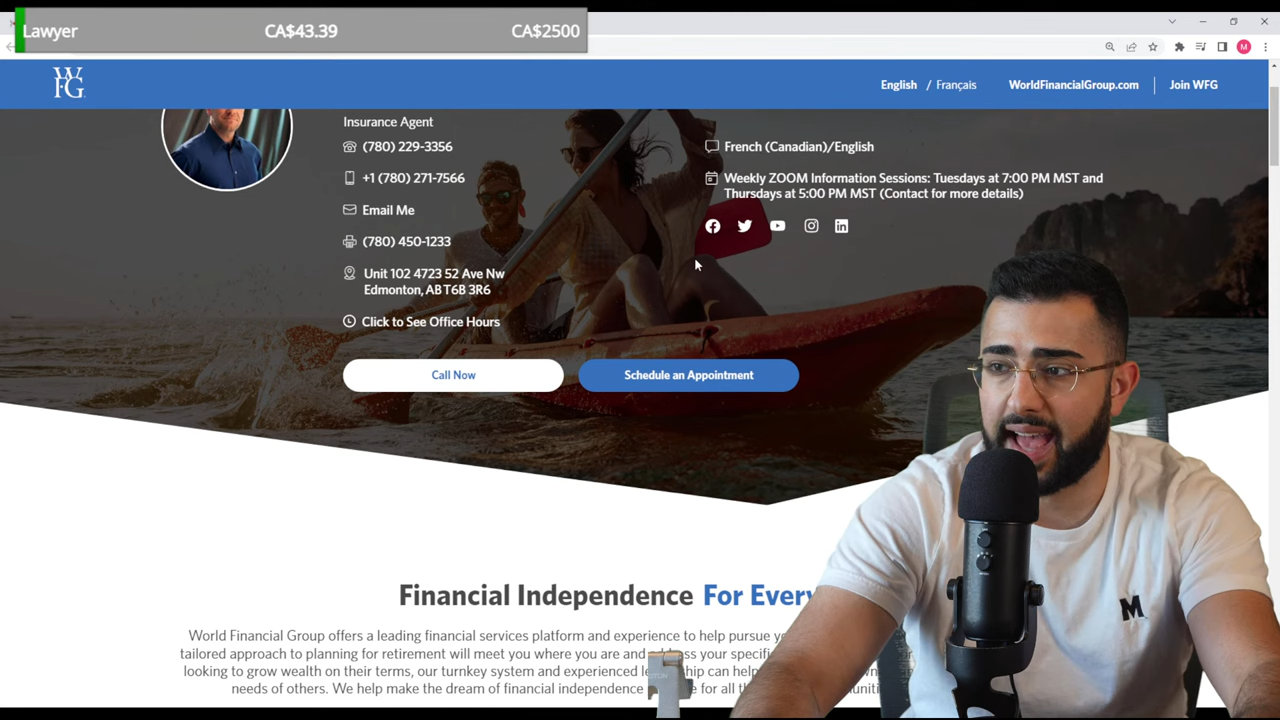 Lawyer CA$43.39 CA$2500
WFG
English / Français WorldFinancialGroup.com Join WFG
Insurance Agent
(780) 229-3356
+1 (780) 271-7566
Email Me
(780) 450-1233
Unit 102 4723 52 Ave Nw
Edmonton, AB T6B 3R6
Click to See Office Hours
French (Canadian)/English
Weekly ZOOM Information Sessions: Tuesdays at 7:00 PM MST and
Thursdays at 5:00 PM MST (Contact for more details)
Call Now Schedule an Appointment
Financial Independence For Every
World Financial Group offers a leading financial services platform and experience to help pursue
tailored approach to planning for retirement will meet you where you are and your
looking to grow wealth on their terms, our turnkey system and experienced can
needs of others. We help make the dream of financial independence for all
M
M